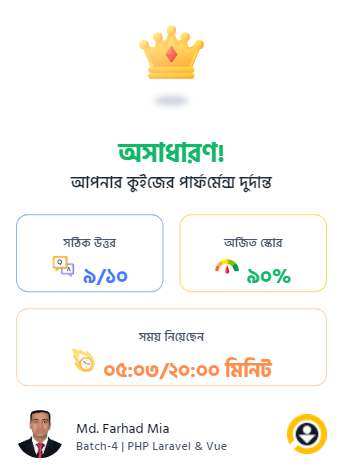 অসাধারণ!
আপনার কুইজের পার্ফর্মেন্স দুর্দান্ত
সঠিক উত্তর
Q A ৯/১০
অর্জিত স্কোর
৯০%
সময় নিয়েছেন
০৫:০৩/২০:০০ মিনিট
Md. Farhad Mia
Batch-4 | PHP Laravel & Vue